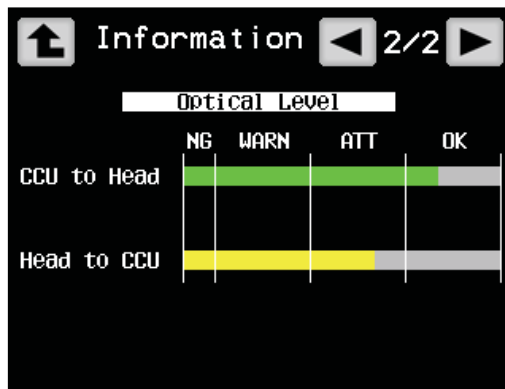 Information 2/2
Optical Level
NG WARN ATT OK
CCU to Head
Head to CCU